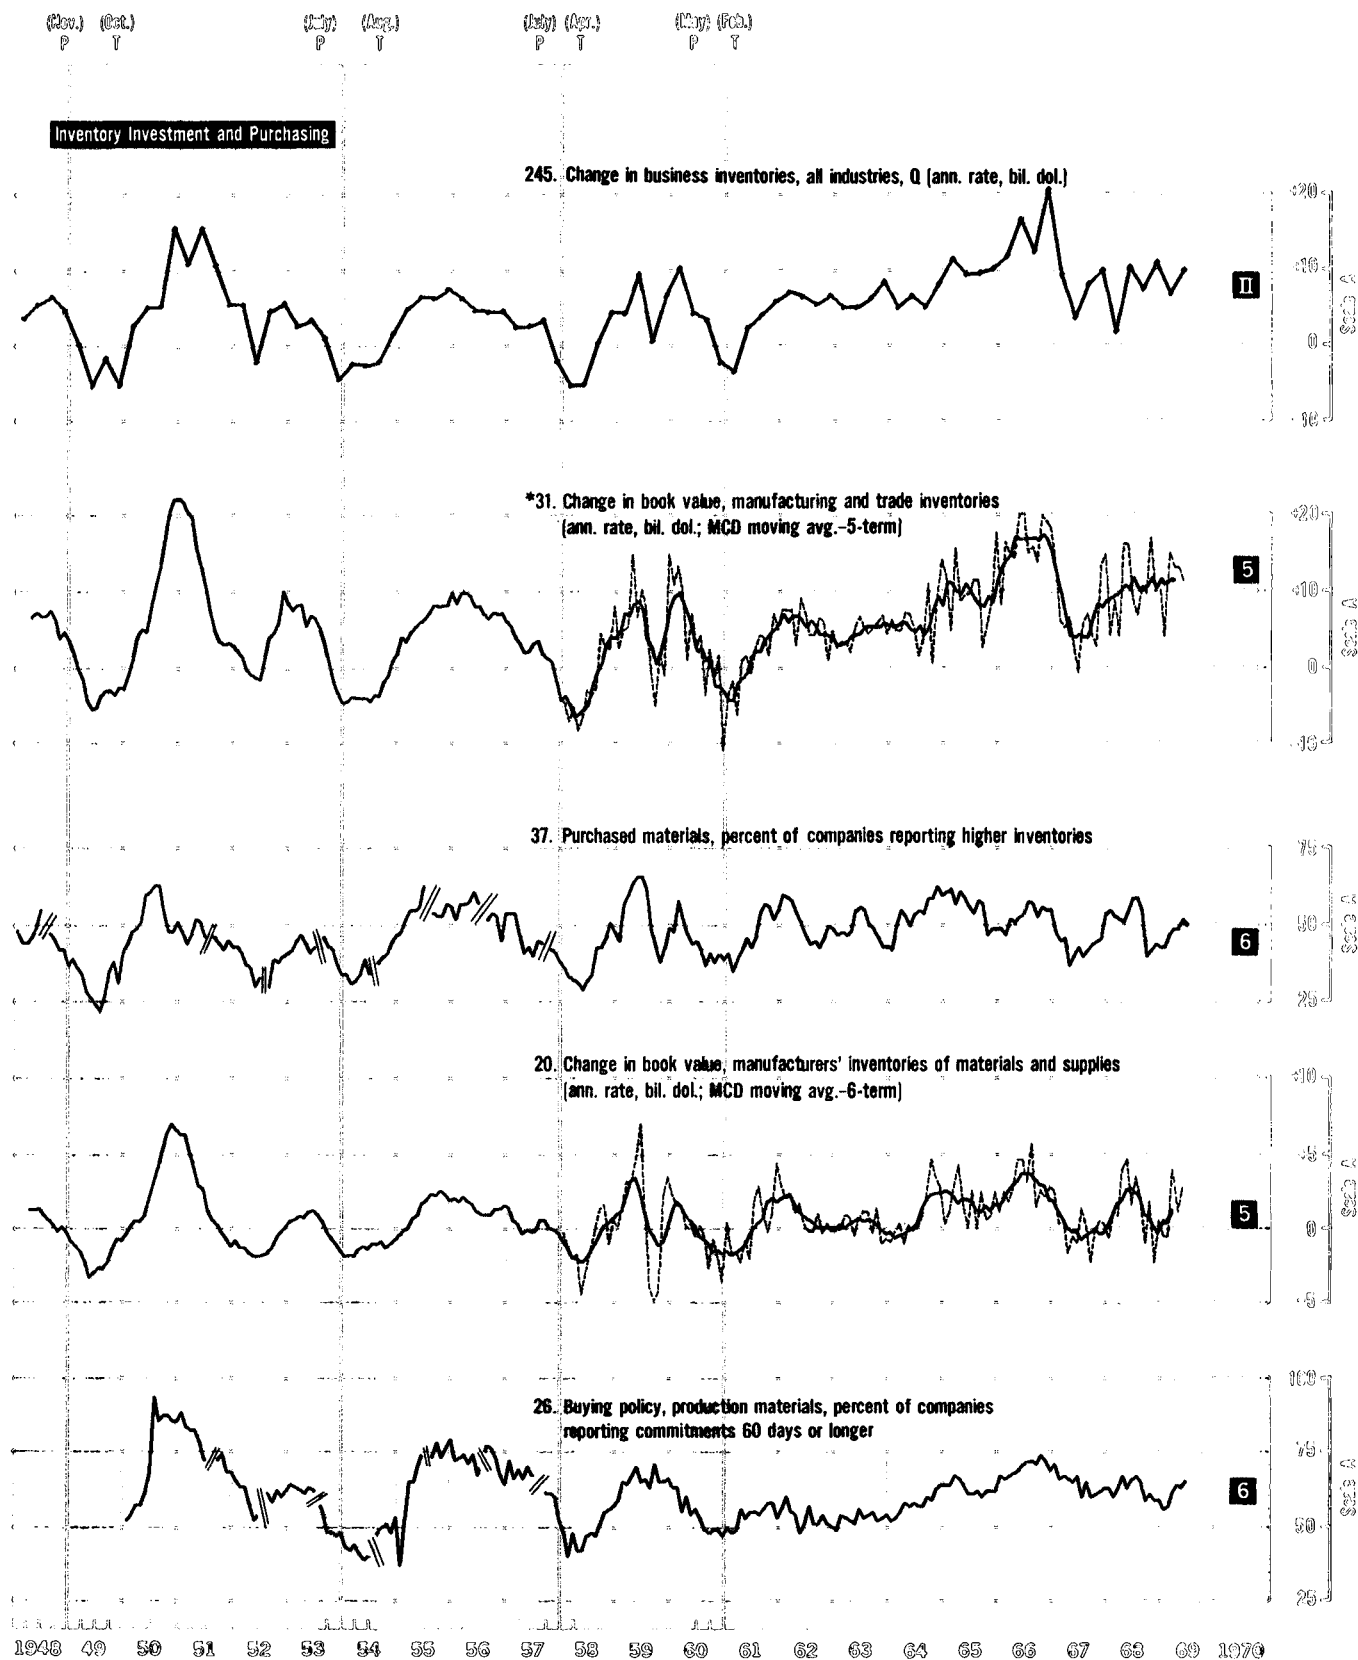 (Nov.) (Oct.) (July) (Aug.) (July) (Apr.) (May) (Feb.)
P T P T P T P T
Inventory Investment and Purchasing
245. Change in business inventories, all industries, Q (ann. rate, bil. dol.)
+20
+10
II
0
Scale A
-10
*31. Change in book value, manufacturing and trade inventories
(ann. rate, bil. dol.; MCD moving avg.-5-term)
+20
5
+10
Scale A
0
-10
37. Purchased materials, percent of companies reporting higher inventories
75
50
Scale A
6
25
20. Change in book value, manufacturers' inventories of materials and supplies
(ann. rate, bil. dol.; MCD moving avg.-6-term)
+10
+5
Scale A
5
0
-5
26. Buying policy, production materials, percent of companies
reporting commitments 60 days or longer
100
75
Scale A
6
50
25
1948 49 50 51 52 53 54 55 56 57 58 59 60 61 62 63 64 65 66 67 68 69 1970